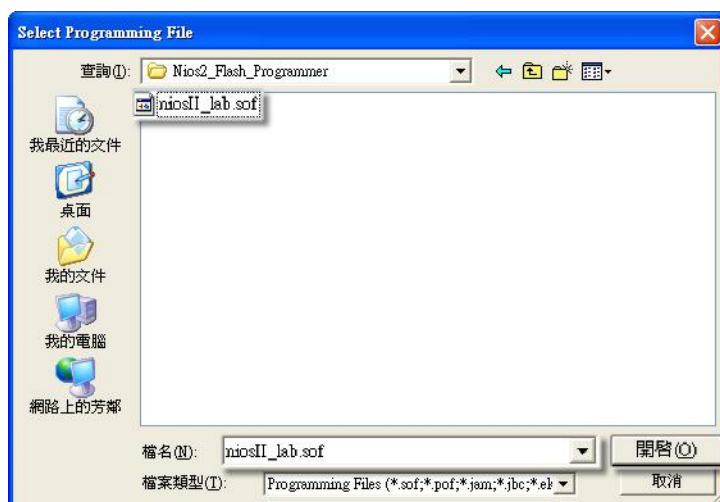 Select Programming File
查詢(I): Nios2_Flash_Programmer
niosII_lab.sof
我最近的文件
桌面
我的文件
我的電腦
網路上的芳鄰
檔名(N): niosII_lab.sof 開啓(O)
檔案類型(T): Programming Files (*.sof;*.pof;*.jam;*.jbc;*.ek 取消